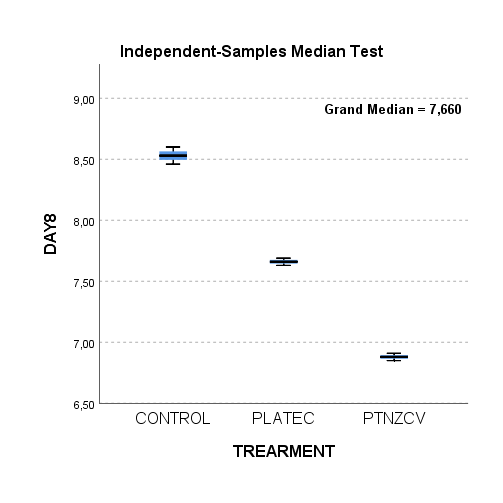 Independent-Samples Median Test
9,00
Grand Median = 7,660
8,50
8,00
DAY8
7,50
7,00
6,50
CONTROL PLATEC PTNZCV
TREARMENT